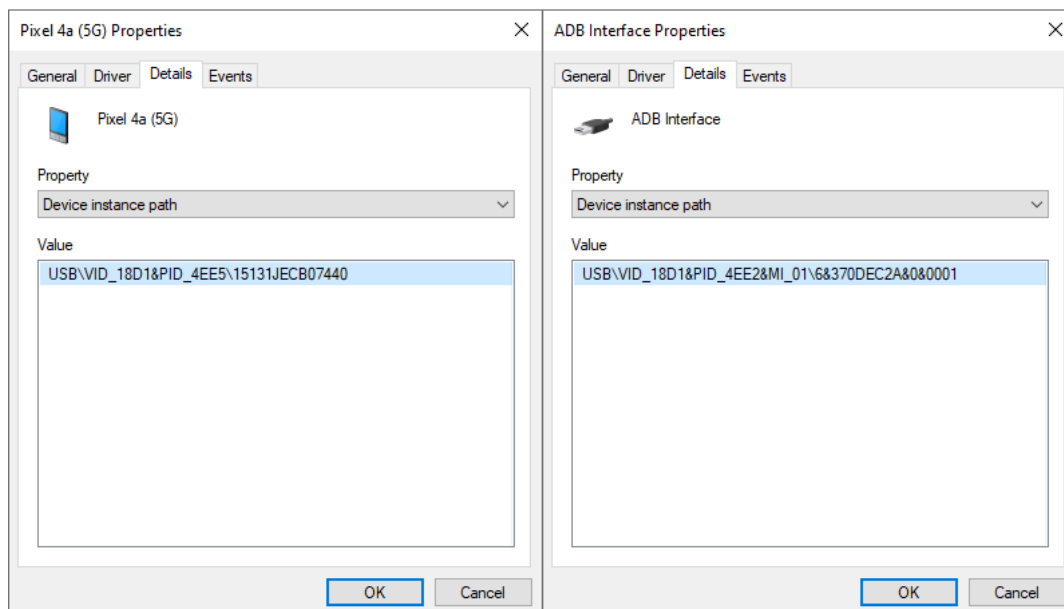 Pixel 4a (5G) Properties
General Driver Details Events
Pixel 4a (5G)
Property
Device instance path
Value
USB\VID_18D1&PID_4EE5\15131JECB07440
OK Cancel
ADB Interface Properties
General Driver Details Events
ADB Interface
Property
Device instance path
Value
USB\VID_18D1&PID_4EE2&MI_01\6&370DEC2A&0&0001
OK Cancel